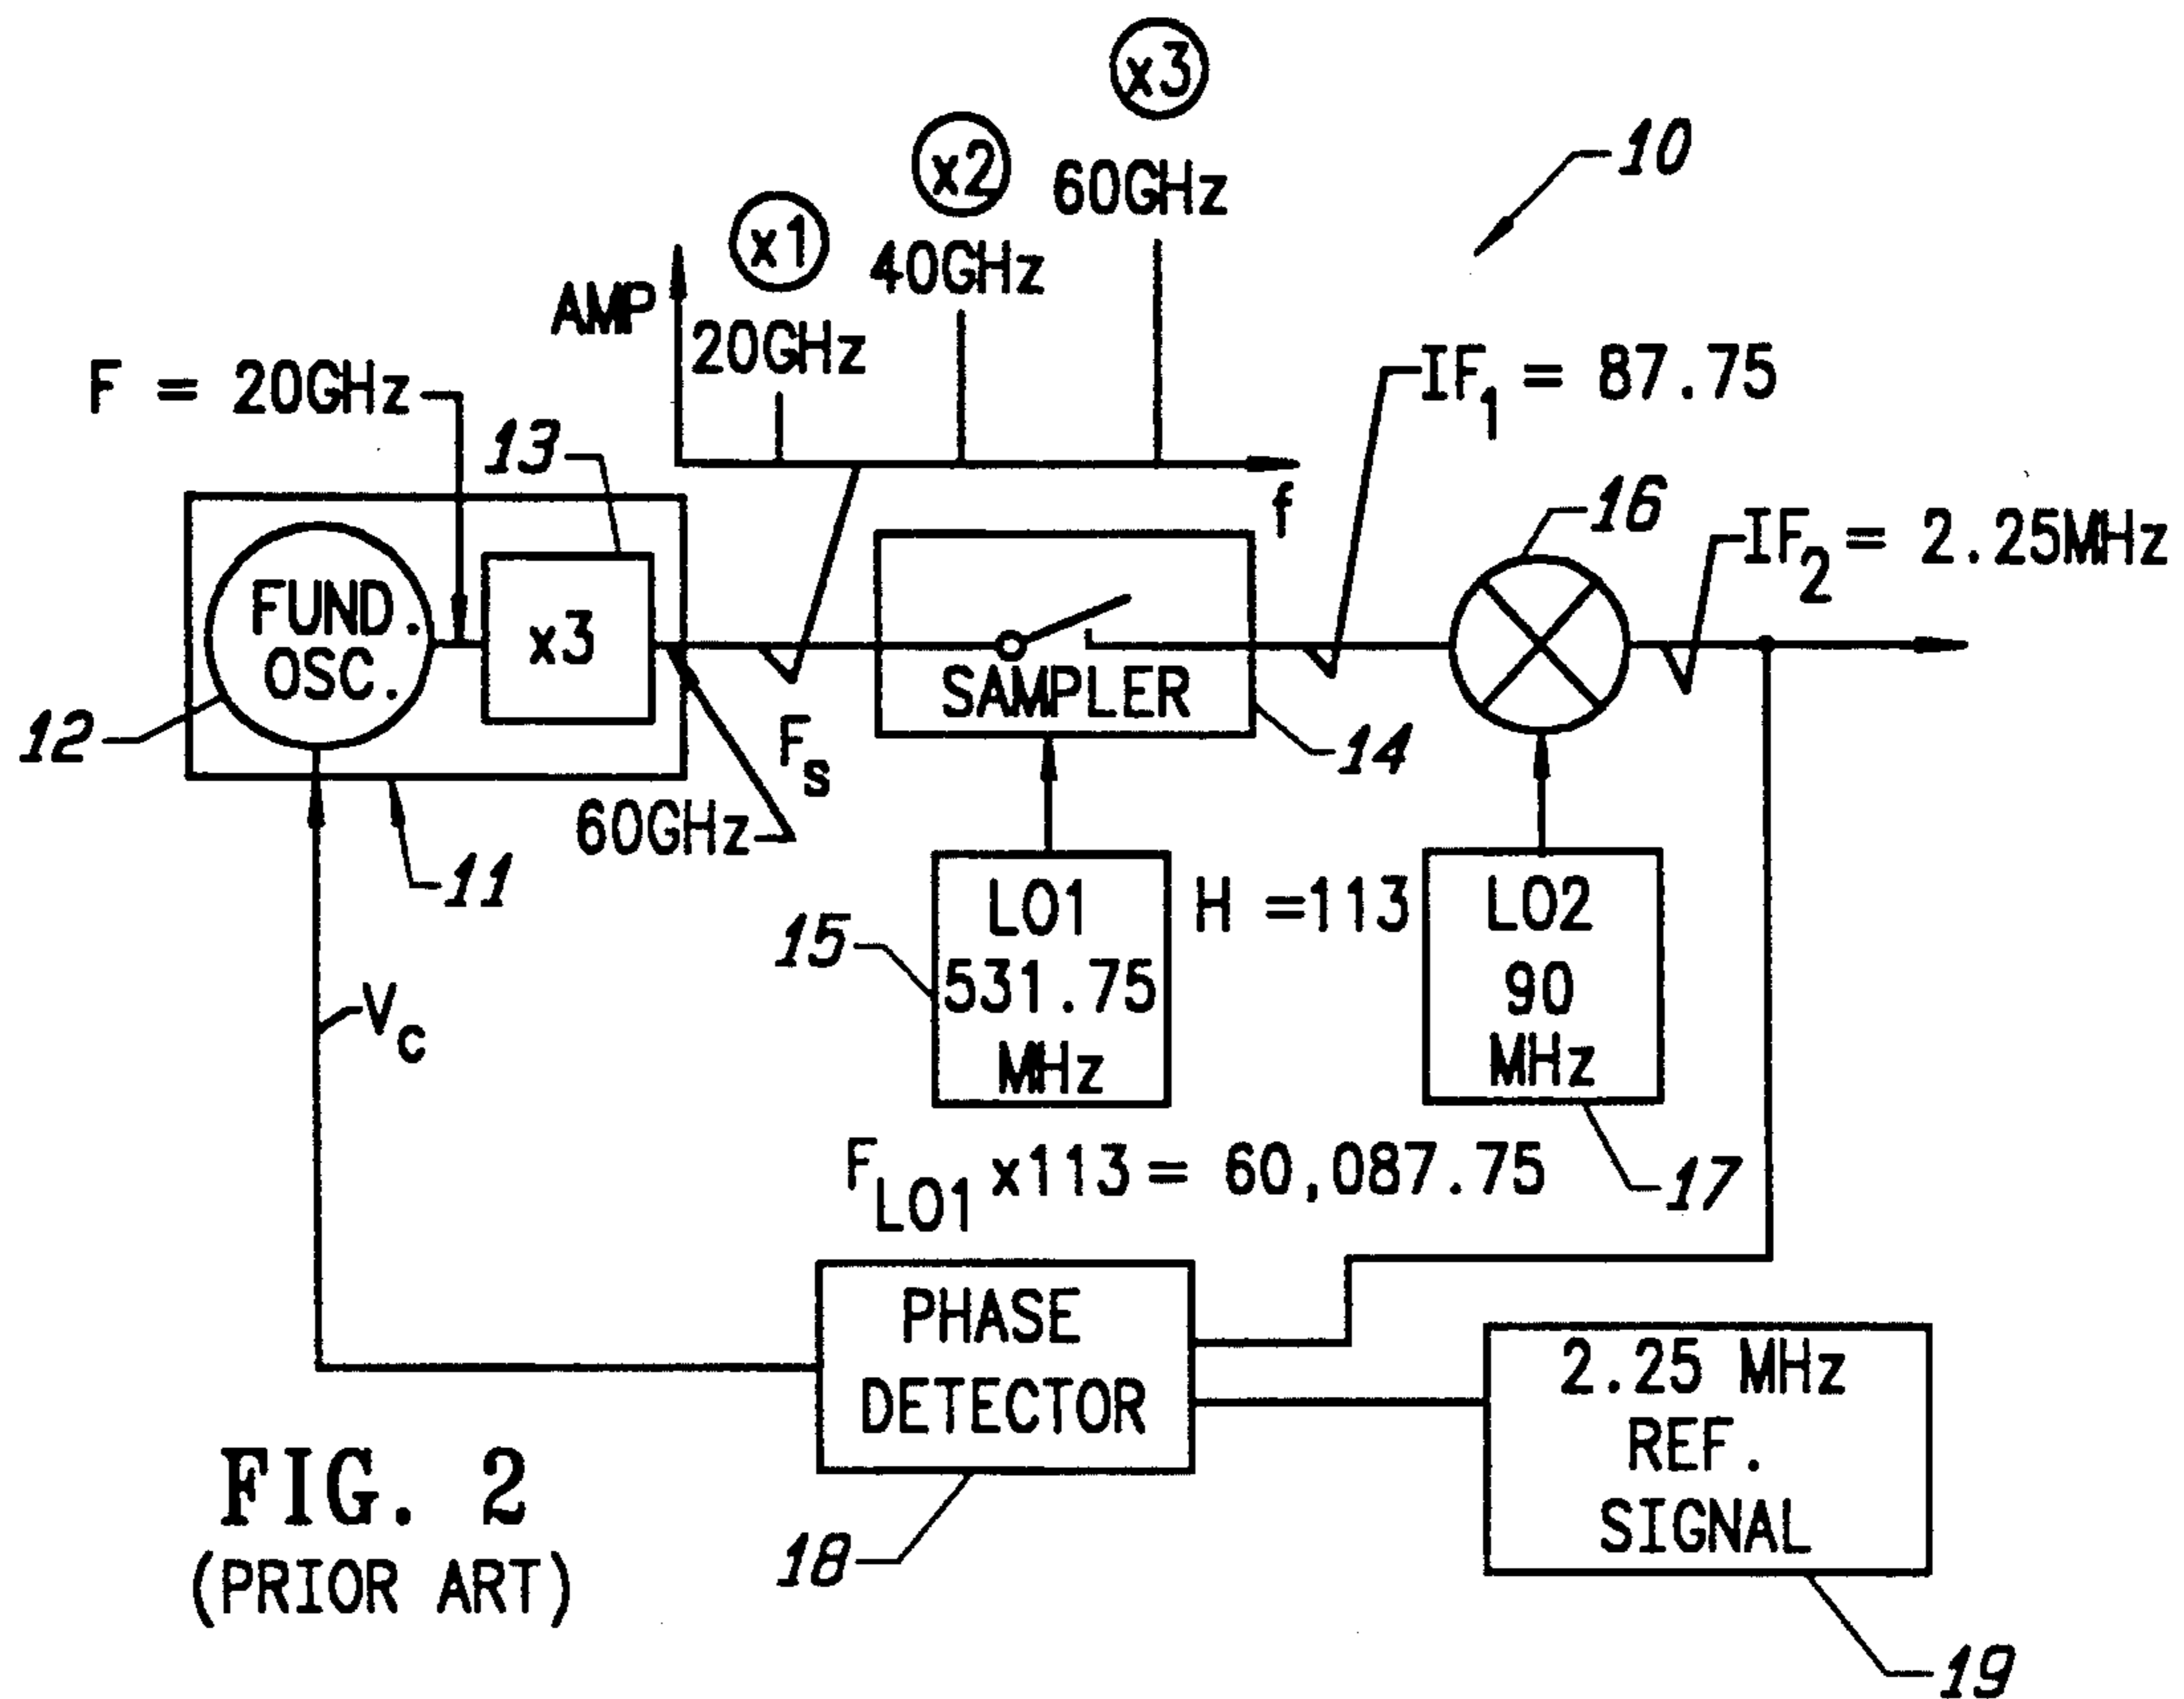 x3
x2
60GHz
10
x1
40GHz
AMP
20GHz
F = 20GHz
IF1 = 87.75
13
f
16
IF2 = 2.25MHz
FUND.
OSC.
x3
SAMPLER
12
Fs
14
60GHz
11
LO1
531.75
MHz
H =113
LO2
90
MHz
15
Vc
FLO1 x113 = 60,087.75
17
PHASE
DETECTOR
2.25 MHz
REF.
SIGNAL
FIG. 2
(PRIOR ART)
18
19